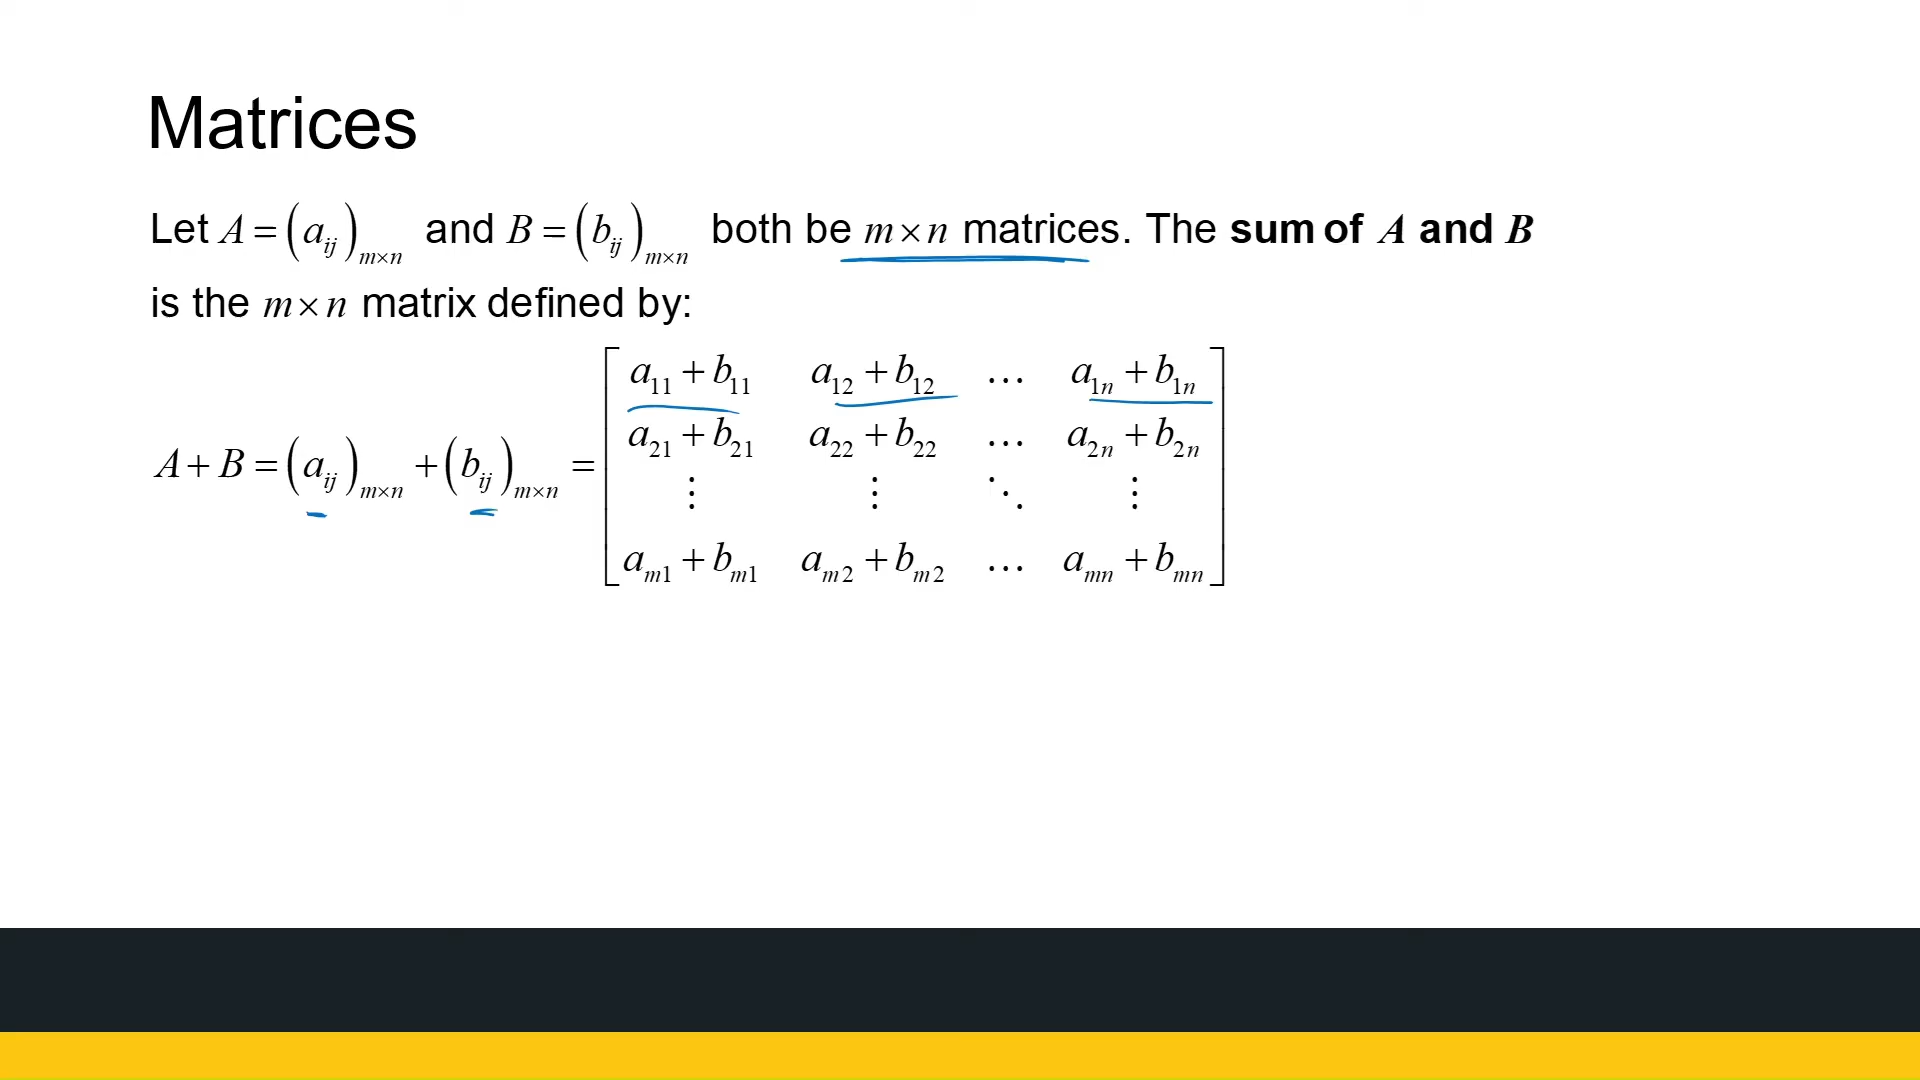 Matrices
Let A = (a_ij)_m×n and B = (b_ij)_m×n both be m × n matrices. The sum of A and B
is the m × n matrix defined by:
A + B = (a_ij)_m×n + (b_ij)_m×n = [
a_11 + b_11 a_12 + b_12 … a_1n + b_1n
a_21 + b_21 a_22 + b_22 … a_2n + b_2n
⋮ ⋮ ⋱ ⋮
a_m1 + b_m1 a_m2 + b_m2 … a_mn + b_mn ]